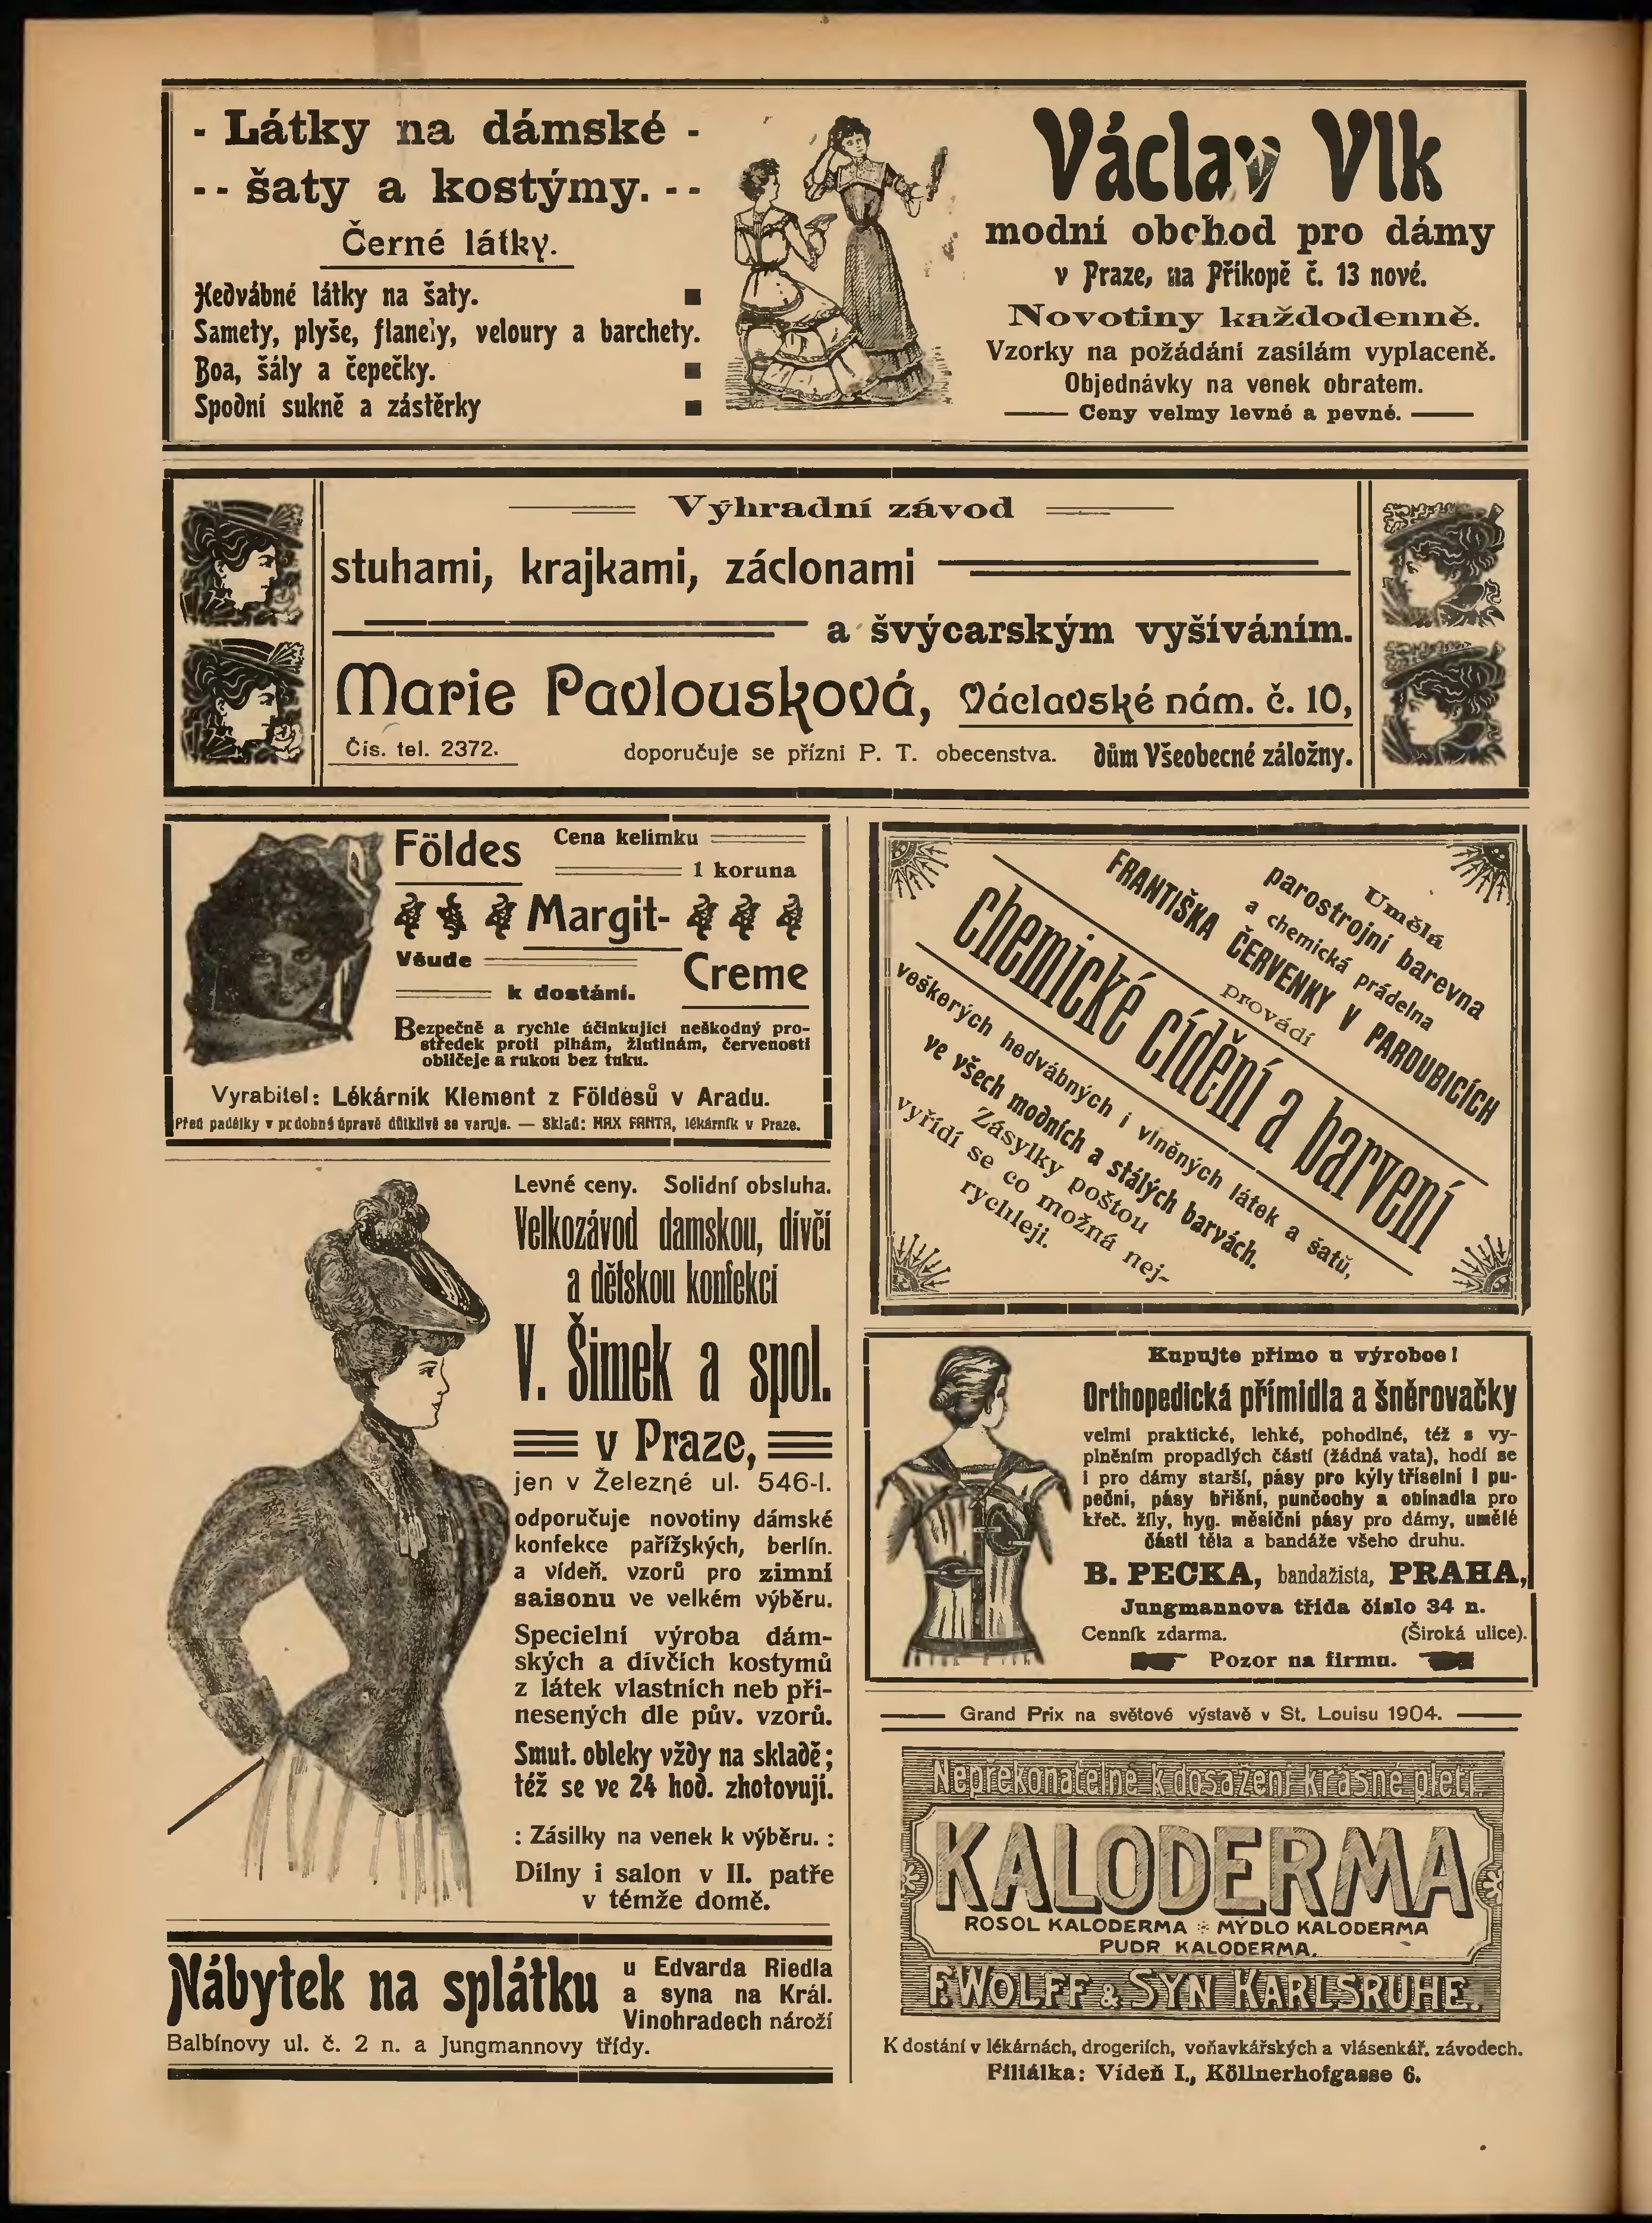 - Látky na dámské -
-- šaty a kostýmy. --
Černé látky.
Hedvábné látky na šaty.
Samety, plyše, flanely, veloury a barchety.
Boa, šály a čepečky.
Spodní sukně a zástěrky
Václav Vlk
modní obchod pro dámy
v Praze, na Příkopě č. 13 nové.
Novotiny každodenně.
Vzorky na požádání zasílám vyplaceně.
Objednávky na venek obratem.
Ceny velmy levné a pevné.
Výhradní závod
stuhami, krajkami, záclonami
a švýcarským vyšíváním.
Marie Pavlousková, Václavské nám. č. 10,
Čís. tel. 2372. doporučuje se přízni P. T. obecenstva. dům Všeobecné záložny.
Földes
Cena kelímku
1 koruna
Margit-
Všude
k dostání.
Creme
Bezpečně a rychle účinkující neškodný pro-
středek proti pihám, žlutinám, červenosti
obličeje a rukou bez tuku.
Vyrabitel: Lékárník Klement z Földésů v Aradu.
Před padělky v podobné úpravě důtklivě se varuje. — Sklad: MAX FANTA, lékárník v Praze.
Umělá
parostrojní barevna
a chemická prádelna
FRANTIŠKA ČERVENKY V PARDUBICÍCH
provádí
chemické cídění a barvení
veškerých hedvábných i vlněných látek a šatů,
ve všech modních a stálých barvách.
Zásylky poštou
vyřídí se co možná nej-
rychleji.
Levné ceny. Solidní obsluha.
Velkozávod damskou, dívčí
a dětskou konfekcí
V. Šimek a spol.
v Praze,
jen v Železné ul. 546-I.
odporučuje novotiny dámské
konfekce pařížských, berlín.
a vídeň. vzorů pro zimní
saisonu ve velkém výběru.
Specielní výroba dám-
ských a dívčích kostymů
z látek vlastních neb při-
nesených dle pův. vzorů.
Smut. obleky vždy na skladě;
též se ve 24 hod. zhotovují.
: Zásilky na venek k výběru. :
Dílny i salon v II. patře
v témže domě.
Nábytek na splátku
u Edvarda Riedla
a syna na Král.
Vinohradech nároží
Balbínovy ul. č. 2 n. a Jungmannovy třídy.
Kupujte přímo u výrobce!
Orthopedická přímidla a šněrovačky
velmi praktické, lehké, pohodlné, též s vy-
plněním propadlých částí (žádná vata), hodí se
i pro dámy starší, pásy pro kýly tříselní i pu-
peční, pásy břišní, punčochy a obinadla pro
křeč. žíly, hyg. měsíční pásy pro dámy, umělé
části těla a bandáže všeho druhu.
B. PECKA, bandažista, PRAHA,
Jungmannova třída číslo 34 n.
Cenník zdarma. (Široká ulice).
Pozor na firmu.
Grand Prix na světové výstavě v St. Louisu 1904.
Nepřekonatelné k dosažení krásné pleti.
KALODERMA
ROSOL KALODERMA ⁜ MÝDLO KALODERMA
PUDR KALODERMA.
F. WOLFF & SYN KARLSRUHE.
K dostání v lékárnách, drogeriích, voňavkářských a vlásenkář. závodech.
Filiálka: Vídeň I., Köllnerhofgasse 6.